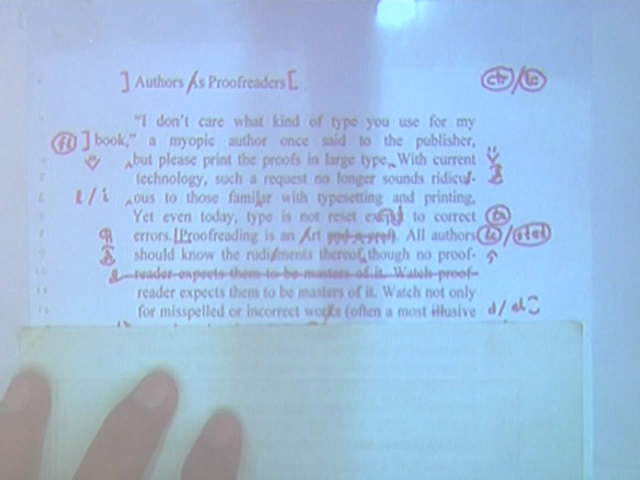 ] Authors As Proofreaders [ ctr / lc
"I don't care what kind of type you use for my
fl ] book," a myopic author once said to the publisher,
but please print the proofs in large type. With current
technology, such a request no longer sounds ridicu-
l / i ous to those familar with typesetting and printing.
Yet even today, type is not reset to correct
errors. Proofreading is an Art and a craft. All authors lc / stet
should know the rudiments thereof though no proof-
reader expects them to be masters of it. Watch proof-
reader expects them to be masters of it. Watch not only
for misspelled or incorrect works (often a most illusive d /